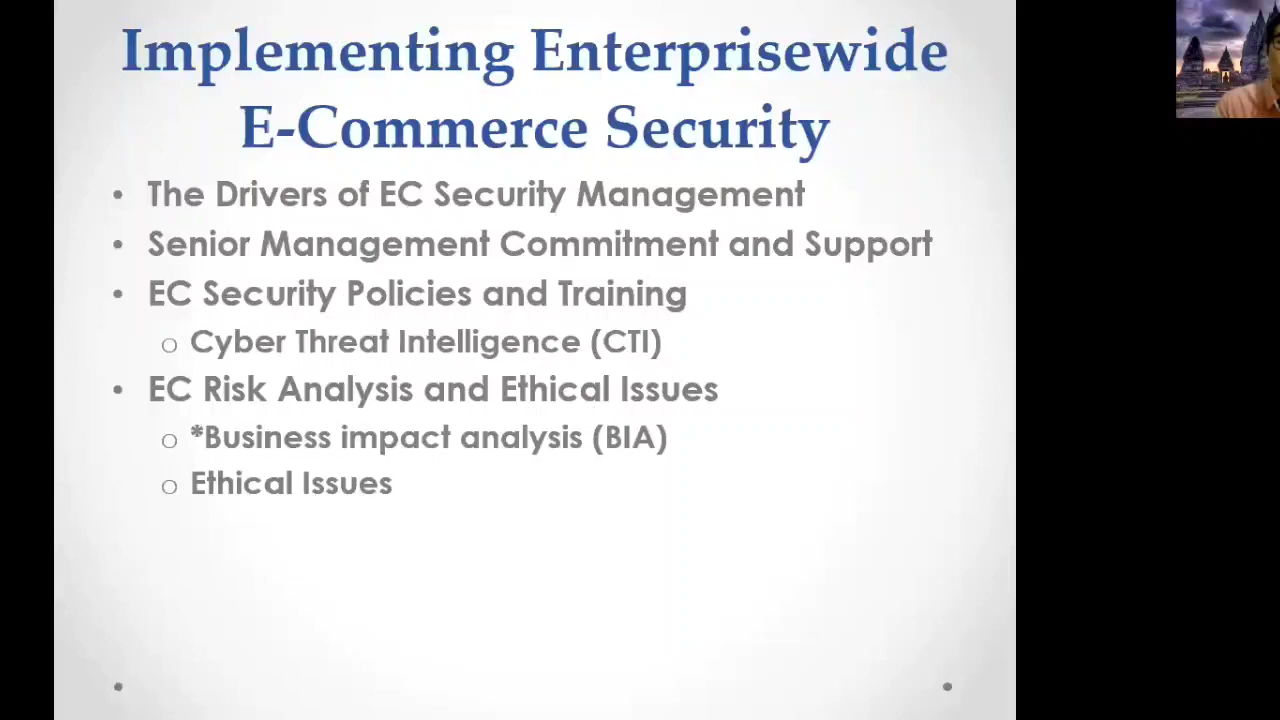 Implementing Enterprisewide
E-Commerce Security
• The Drivers of EC Security Management
• Senior Management Commitment and Support
• EC Security Policies and Training
o Cyber Threat Intelligence (CTI)
• EC Risk Analysis and Ethical Issues
o *Business impact analysis (BIA)
o Ethical Issues